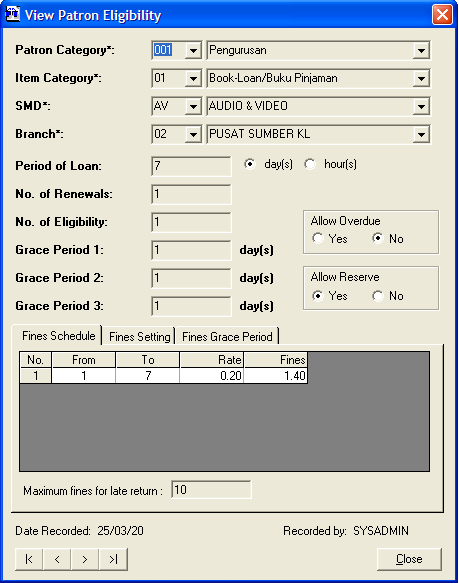 View Patron Eligibility
Patron Category*: 001 Pengurusan
Item Category*: 01 Book-Loan/Buku Pinjaman
SMD*: AV AUDIO & VIDEO
Branch*: 02 PUSAT SUMBER KL
Period of Loan: 7 day(s) hour(s)
No. of Renewals: 1
No. of Eligibility: 1
Allow Overdue
Yes No
Grace Period 1: 1 day(s)
Grace Period 2: 1 day(s)
Allow Reserve
Yes No
Grace Period 3: 1 day(s)
Fines Schedule Fines Setting Fines Grace Period
No. From To Rate Fines
1 1 7 0.20 1.40
Maximum fines for late return : 10
Date Recorded: 25/03/20 Recorded by: SYSADMIN
|< < > >| Close